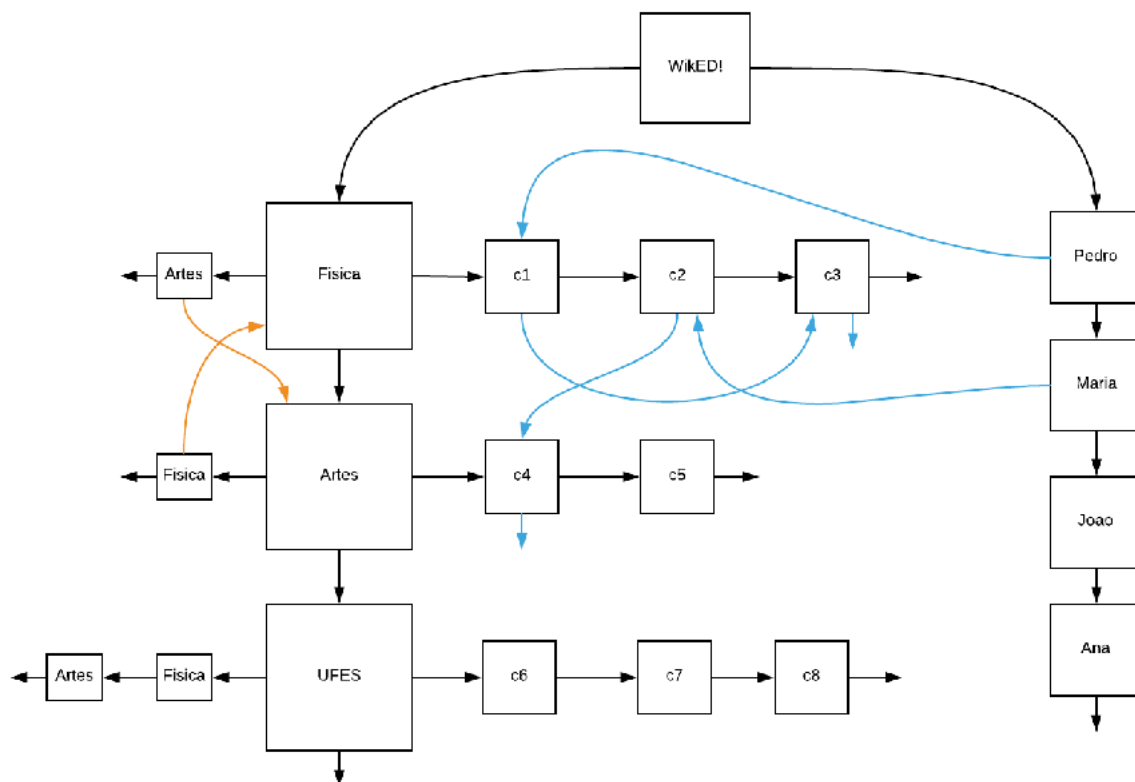 WikED!
Pedro
Artes
Fisica
c1
c2
c3
Maria
Fisica
Artes
c4
c5
Joao
Artes
Fisica
UFES
c6
c7
c8
Ana